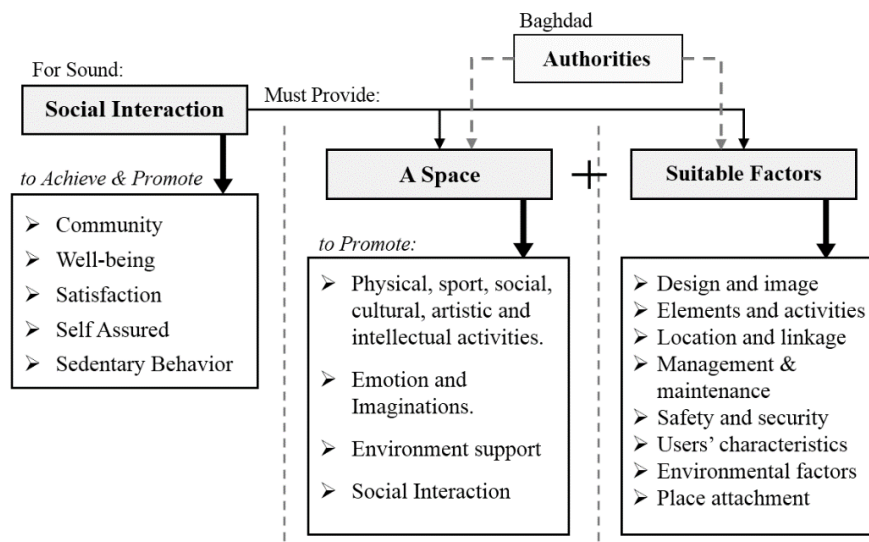 Baghdad
Authorities
For Sound:
Social Interaction
Must Provide:
to Achieve & Promote
➢ Community
➢ Well-being
➢ Satisfaction
➢ Self Assured
➢ Sedentary Behavior
A Space
+
Suitable Factors
to Promote:
➢ Physical, sport, social,
cultural, artistic and
intellectual activities.
➢ Emotion and
Imaginations.
➢ Environment support
➢ Social Interaction
➢ Design and image
➢ Elements and activities
➢ Location and linkage
➢ Management &
maintenance
➢ Safety and security
➢ Users’ characteristics
➢ Environmental factors
➢ Place attachment